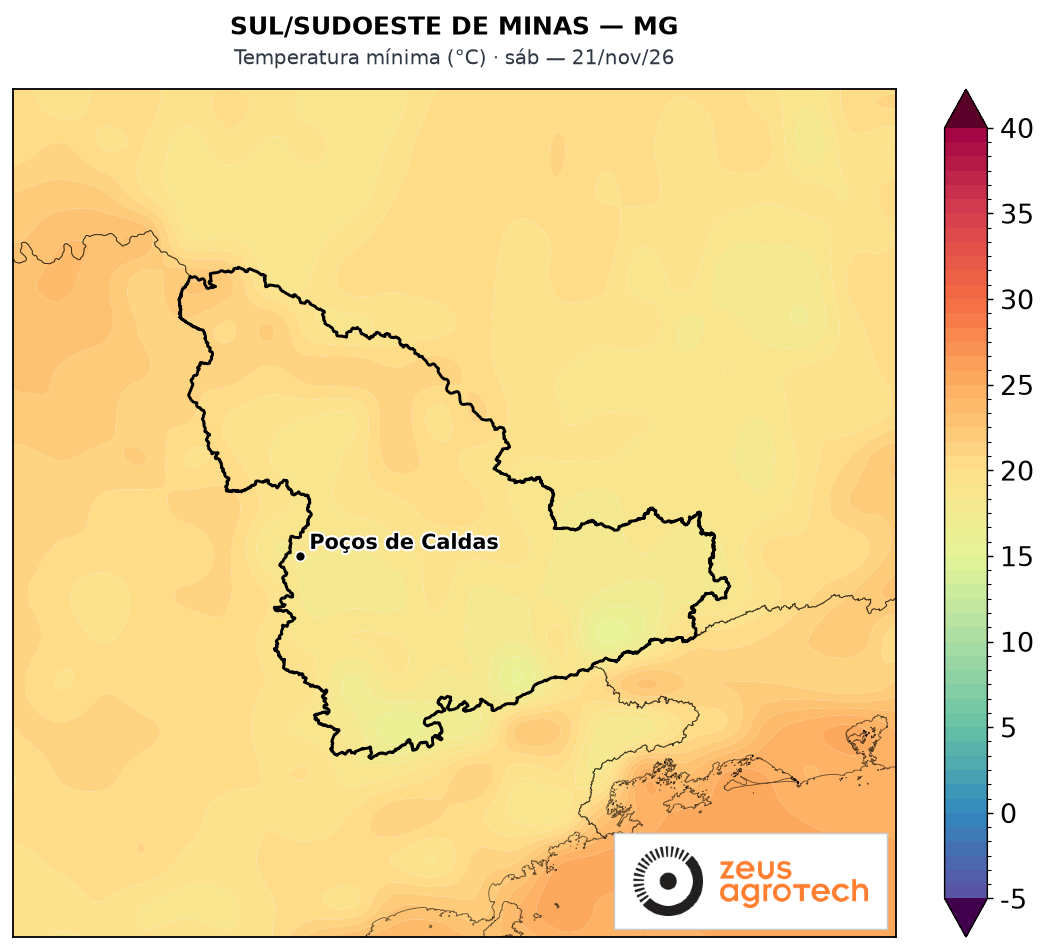 SUL/SUDOESTE DE MINAS — MG
Temperatura mínima (°C) · sáb — 21/nov/26
40
35
30
25
20
15
10
5
0
-5
Poços de Caldas
zeus
agrotech